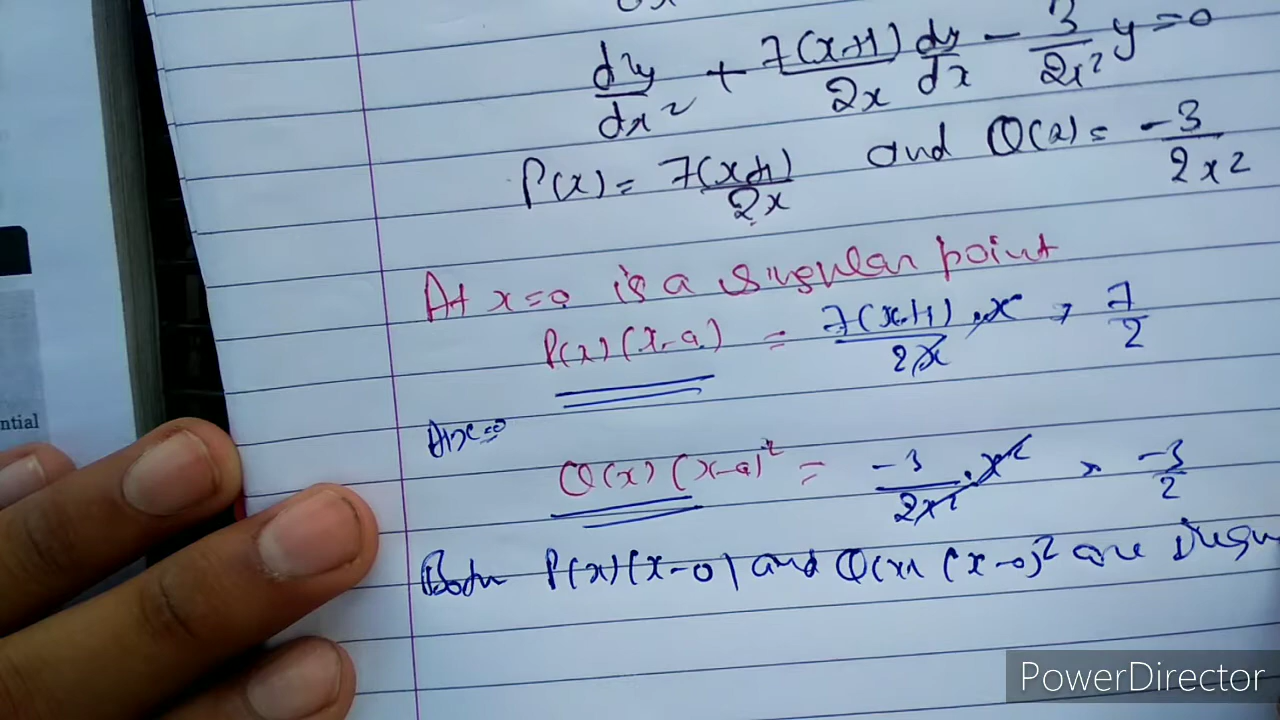 d²y/dx² + 7(x+1)/2x dy/dx - 3/2x² y = 0
P(x) = 7(x+1)/2x and Q(x) = -3/2x²
At x=0 is a singular point
P(x)(x-a) = 7(x+1)/2x · x , 7/2
At x=0
Q(x)(x-a)² = -3/2x² · x² , -3/2
Both P(x)(x-0) and Q(x)(x-0)² are
ntial
PowerDirector